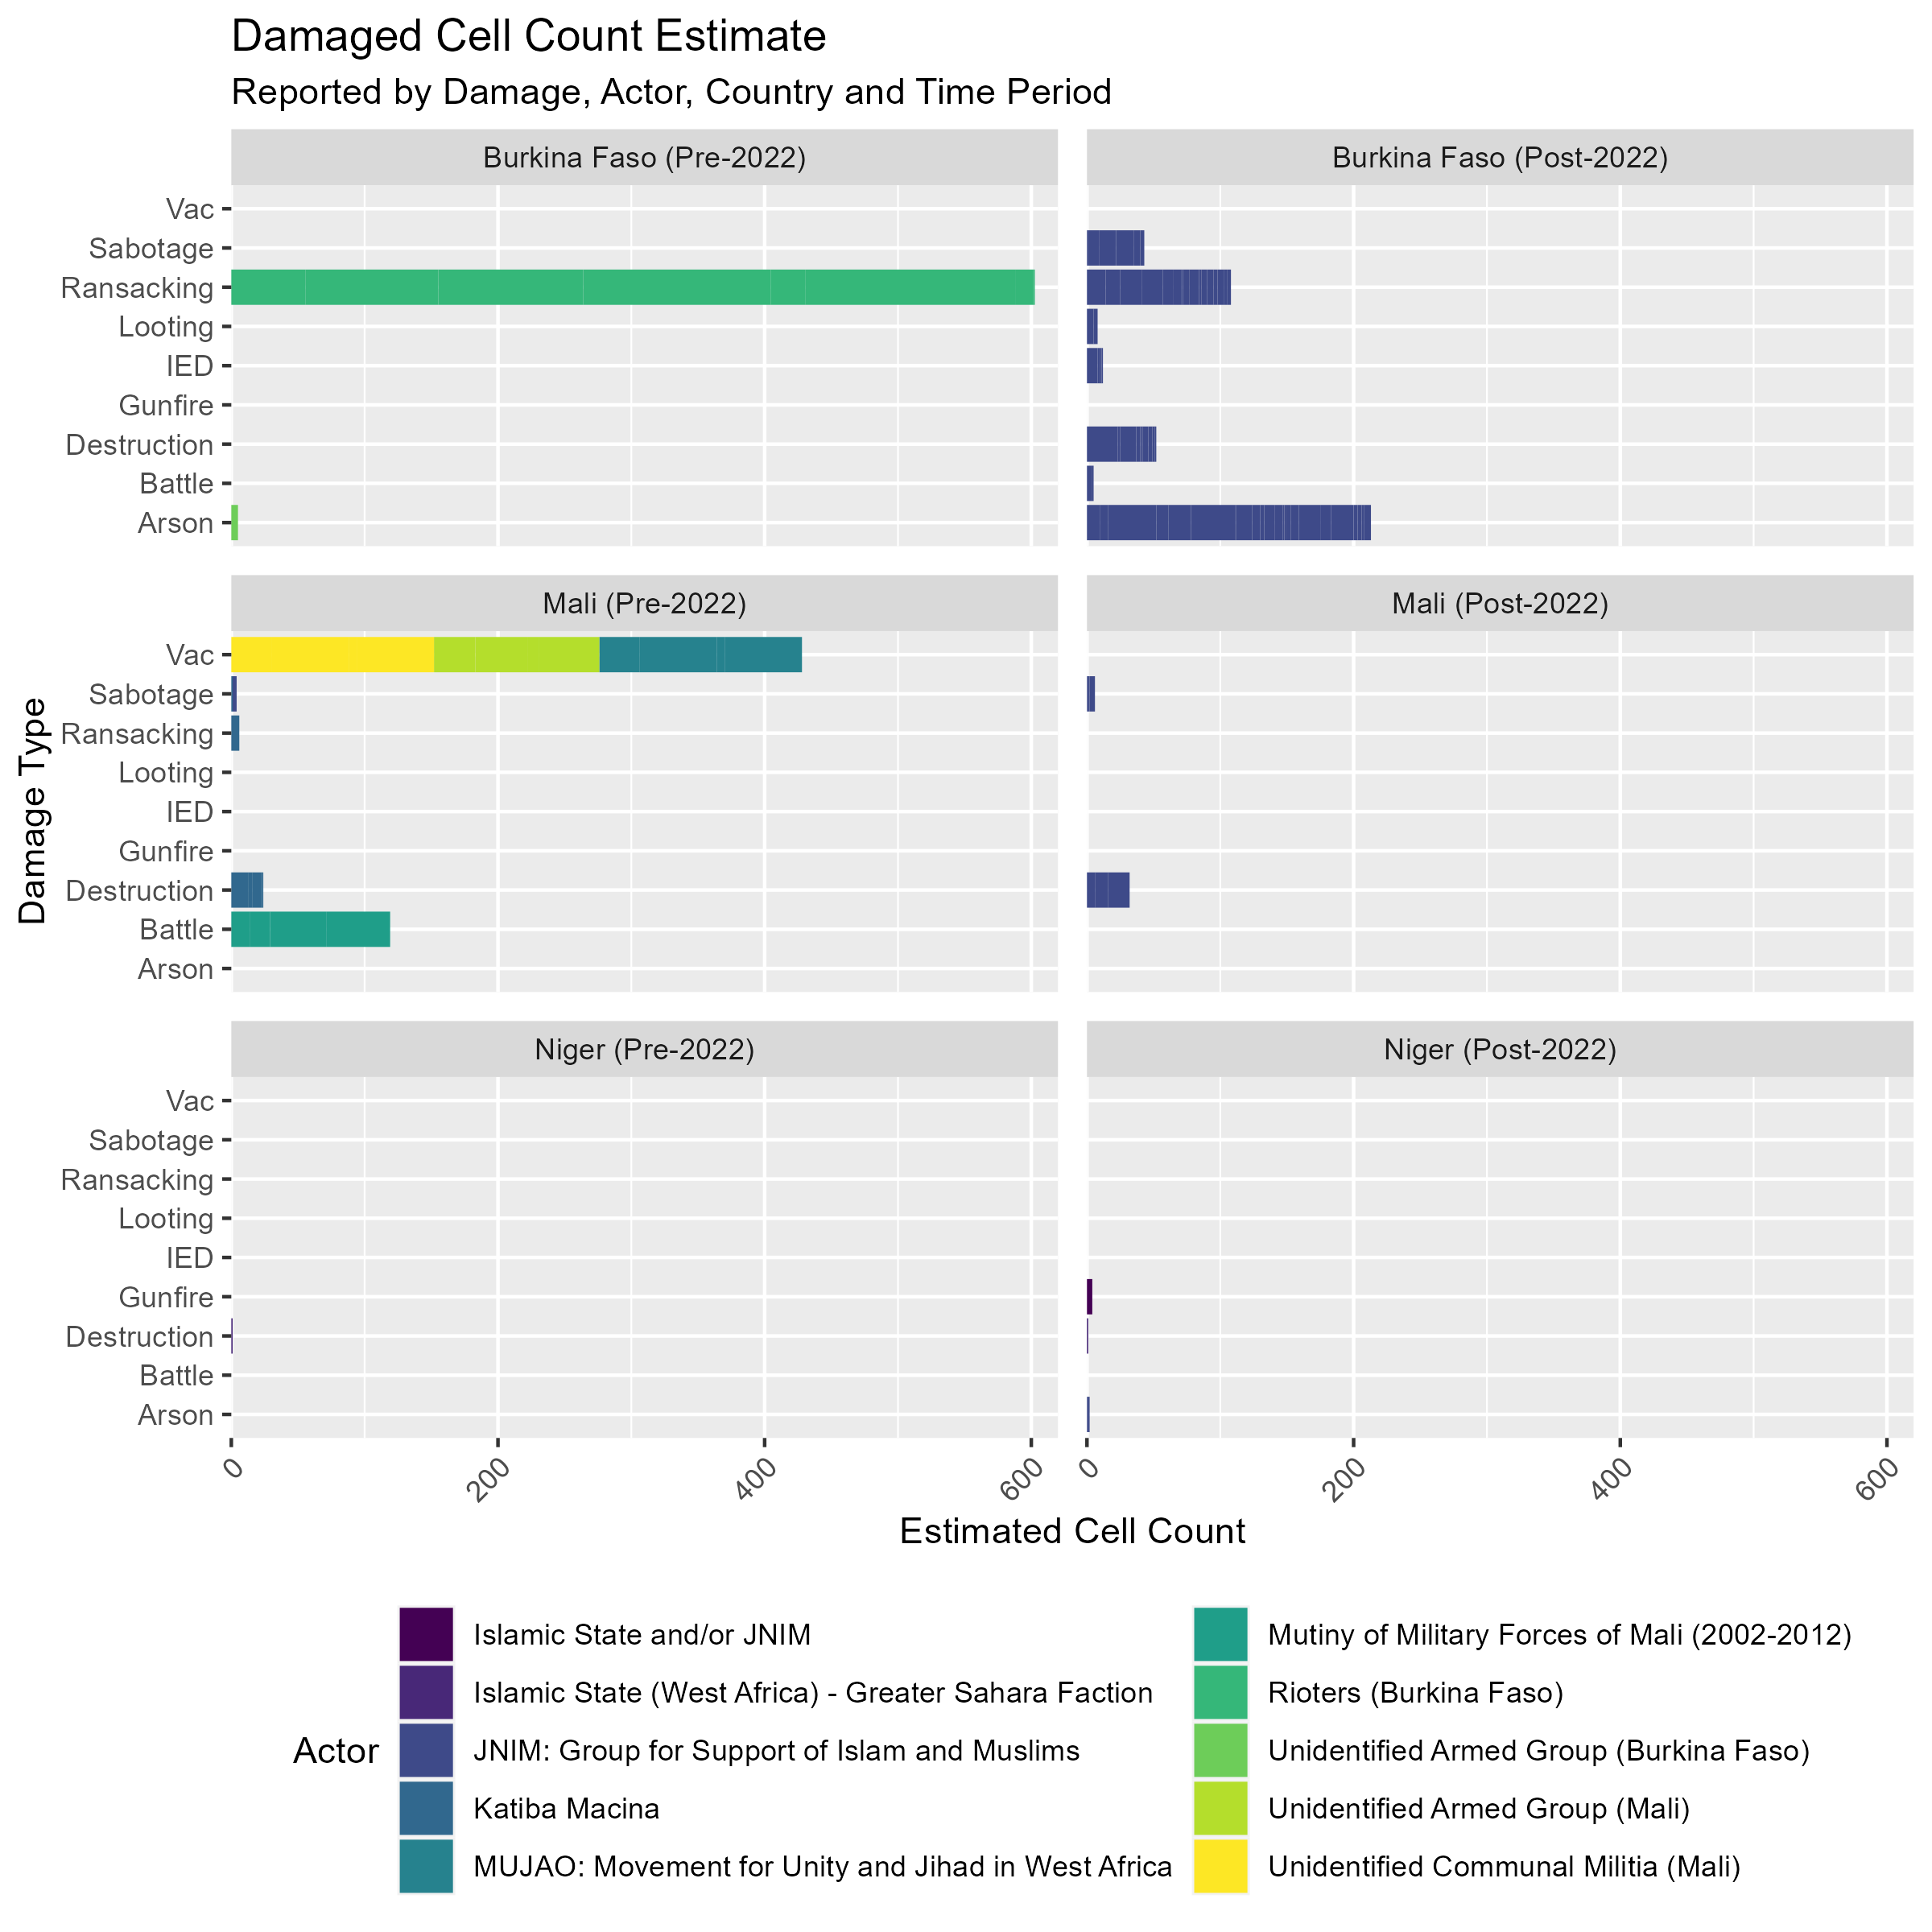 Damaged Cell Count Estimate
Reported by Damage, Actor, Country and Time Period
Burkina Faso (Pre-2022)
Burkina Faso (Post-2022)
Vac
Sabotage
Ransacking
Looting
IED
Gunfire
Destruction
Battle
Arson
Mali (Pre-2022)
Mali (Post-2022)
Damage Type
Vac
Sabotage
Ransacking
Looting
IED
Gunfire
Destruction
Battle
Arson
Niger (Pre-2022)
Niger (Post-2022)
Vac
Sabotage
Ransacking
Looting
IED
Gunfire
Destruction
Battle
Arson
0 200 400 600
0 200 400 600
Estimated Cell Count
Actor
Islamic State and/or JNIM
Islamic State (West Africa) - Greater Sahara Faction
JNIM: Group for Support of Islam and Muslims
Katiba Macina
MUJAO: Movement for Unity and Jihad in West Africa
Mutiny of Military Forces of Mali (2002-2012)
Rioters (Burkina Faso)
Unidentified Armed Group (Burkina Faso)
Unidentified Armed Group (Mali)
Unidentified Communal Militia (Mali)